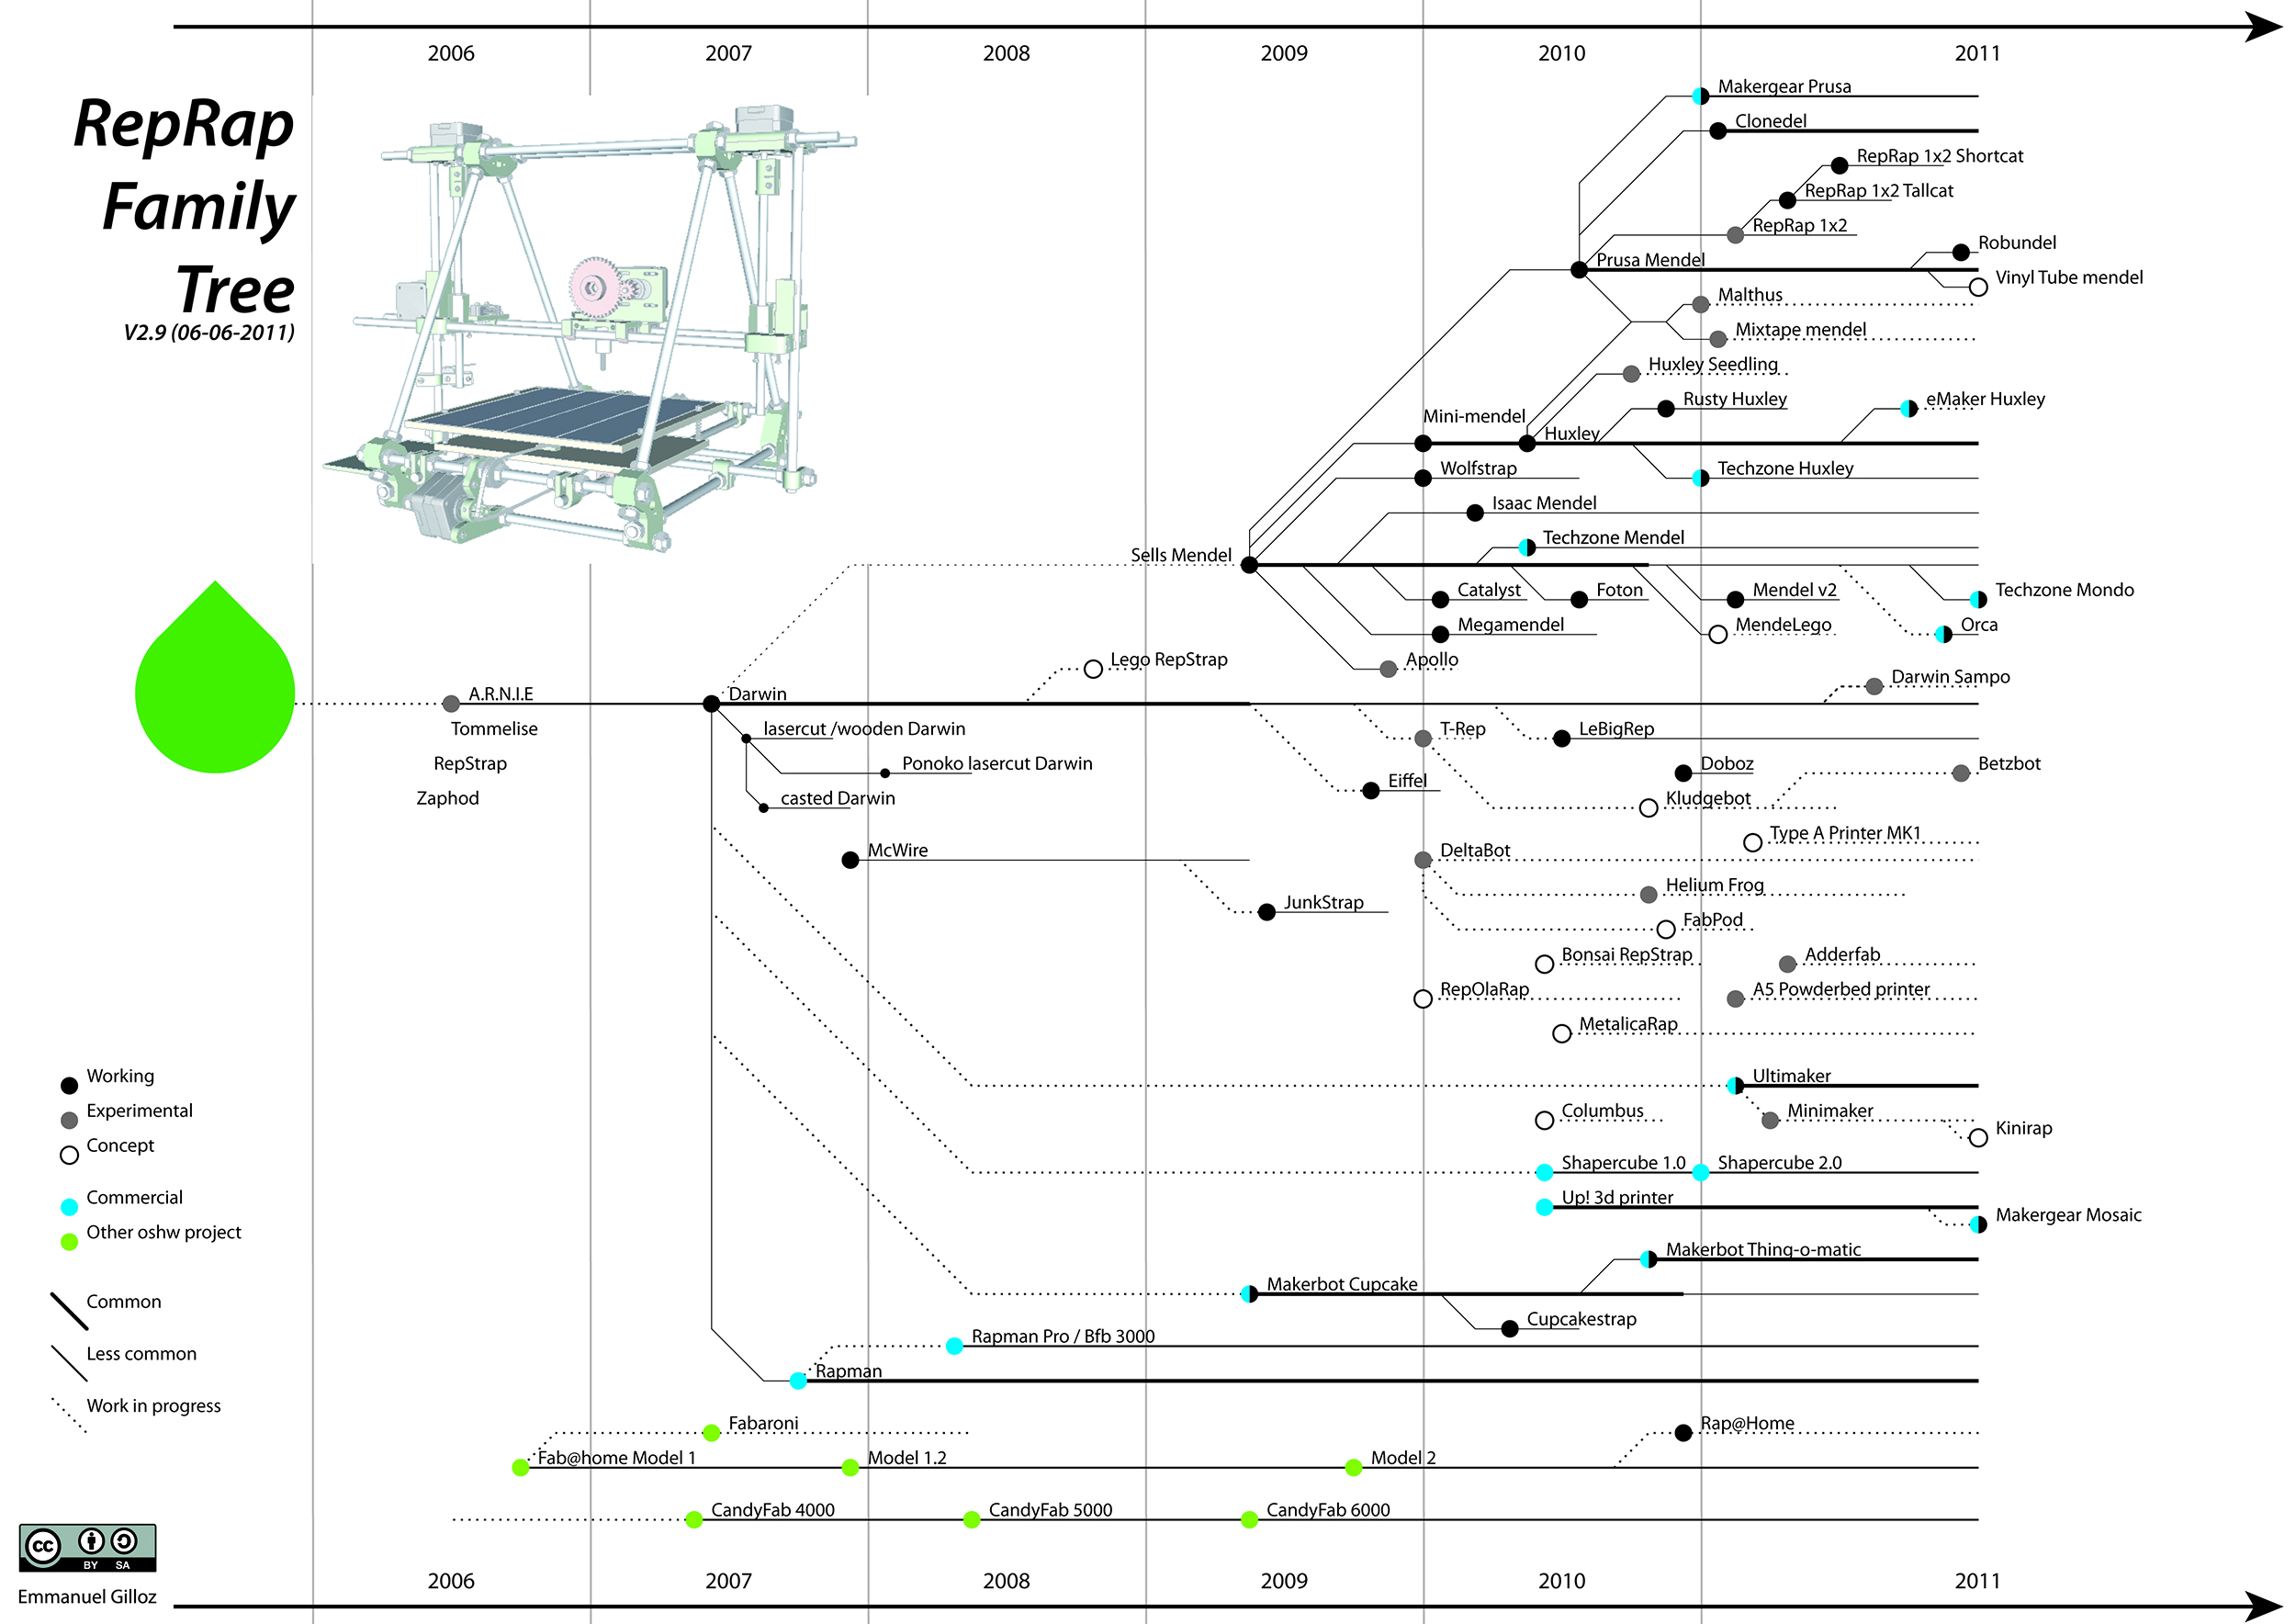 2006 2007 2008 2009 2010 2011
RepRap
Family
Tree
V2.9 (06-06-2011)
Makergear Prusa
Clonedel
RepRap 1x2 Shortcat
RepRap 1x2 Tallcat
RepRap 1x2
Robundel
Prusa Mendel
Vinyl Tube mendel
Malthus
Mixtape mendel
Huxley Seedling
Rusty Huxley
eMaker Huxley
Mini-mendel
Huxley
Wolfstrap
Techzone Huxley
Isaac Mendel
Techzone Mendel
Sells Mendel
Catalyst
Foton
Mendel v2
Techzone Mondo
Megamendel
MendeLego
Orca
Lego RepStrap
Apollo
Darwin Sampo
A.R.N.I.E
Darwin
Tommelise
lasercut /wooden Darwin
T-Rep
LeBigRep
RepStrap
Ponoko lasercut Darwin
Doboz
Betzbot
Eiffel
Zaphod
casted Darwin
Kludgebot
Type A Printer MK1
McWire
DeltaBot
Helium Frog
JunkStrap
FabPod
Bonsai RepStrap
Adderfab
RepOlaRap
A5 Powderbed printer
MetalicaRap
Working
Ultimaker
Experimental
Columbus
Minimaker
Kinirap
Concept
Shapercube 1.0
Shapercube 2.0
Commercial
Up! 3d printer
Makergear Mosaic
Other oshw project
Makerbot Thing-o-matic
Makerbot Cupcake
Common
Cupcakestrap
Rapman Pro / Bfb 3000
Less common
Rapman
Work in progress
Fabaroni
Rap@Home
Fab@home Model 1
Model 1.2
Model 2
CandyFab 4000
CandyFab 5000
CandyFab 6000
cc
BY SA
Emmanuel Gilloz
2006 2007 2008 2009 2010 2011